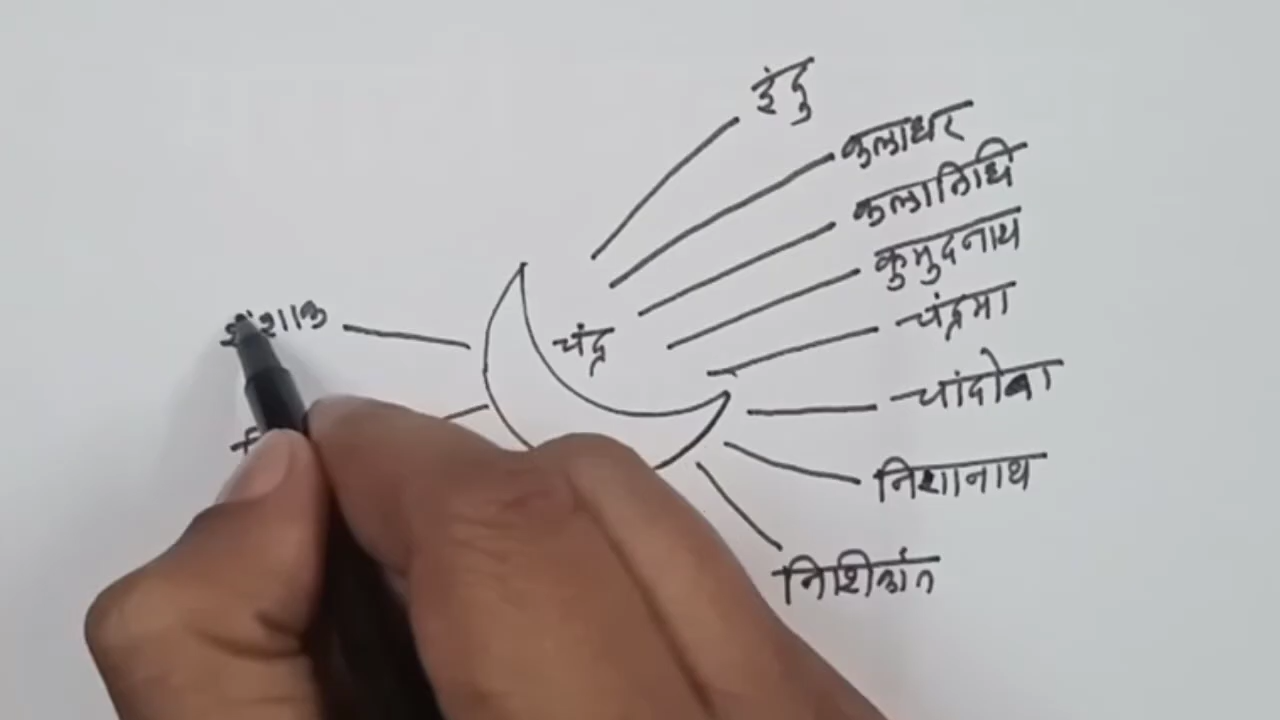 इंदु
कलाधर
कलानिधि
कुमुदनाथ
चंद्रमा
चंद्र
चांदोबा
निशानाथ
निशिकांत